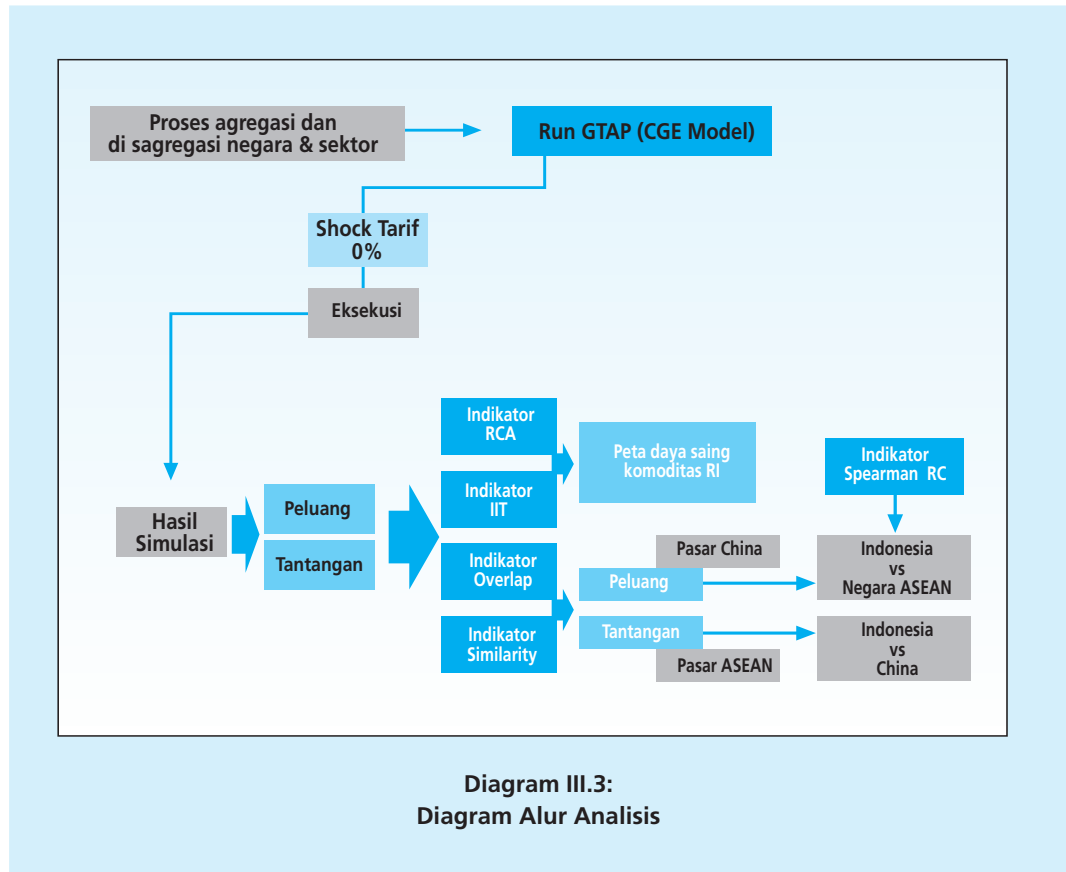 Proses agregasi dan
di sagregasi negara & sektor
Run GTAP (CGE Model)
Shock Tarif
0%
Eksekusi
Hasil
Simulasi
Peluang
Tantangan
Indikator
RCA
Indikator
IIT
Indikator
Overlap
Indikator
Similarity
Peta daya saing
komoditas RI
Pasar China
Peluang
Tantangan
Pasar ASEAN
Indikator
Spearman RC
Indonesia
vs
Negara ASEAN
Indonesia
vs
China
Diagram III.3:
Diagram Alur Analisis